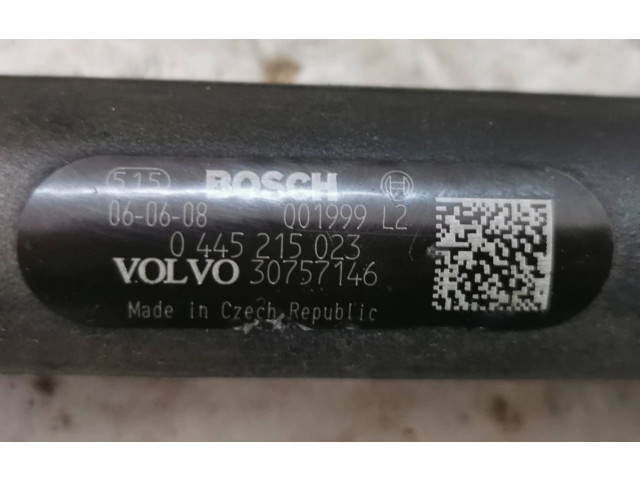 515 BOSCH
06-06-08 001999 L2
0 445 215 023
VOLVO 30757146
Made in Czech Republic